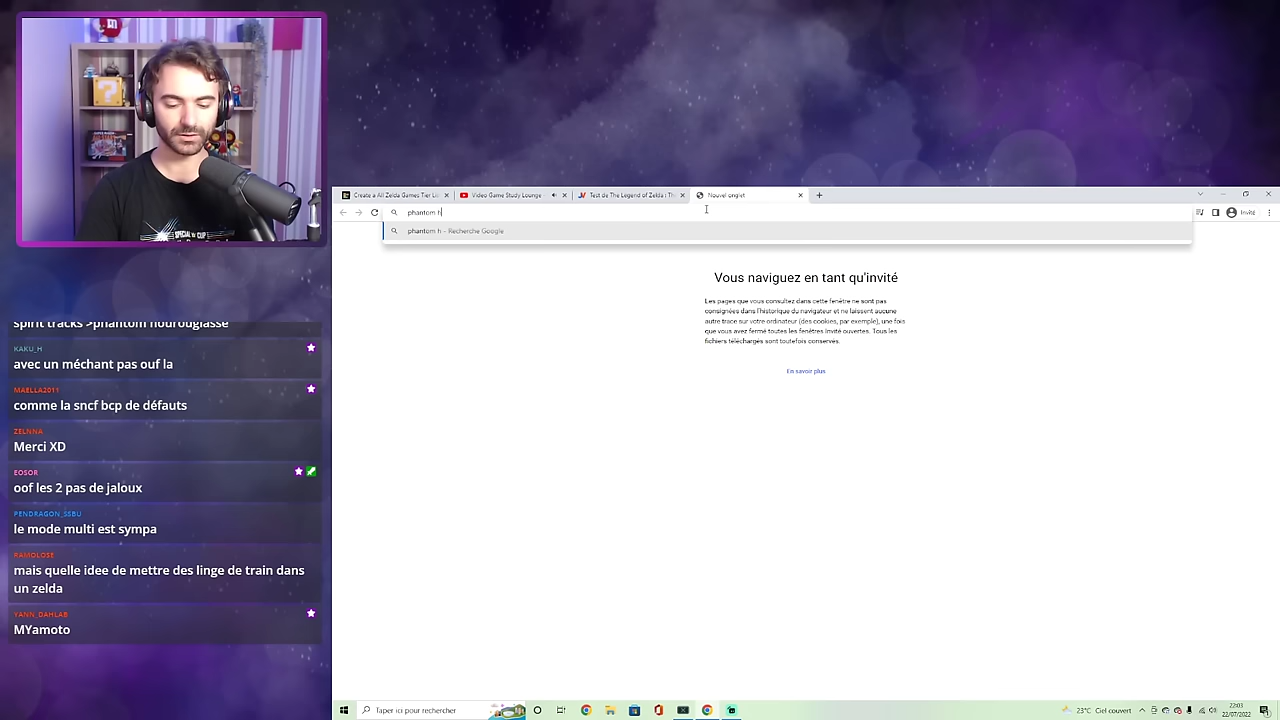 Create a All Zelda Games Tier Li
Video Game Study Lounge
Test de The Legend of Zelda : Th
Nouvel onglet
phantom h
Invité
phantom h - Recherche Google
Vous naviguez en tant qu'invité
Les pages que vous consultez dans cette fenêtre ne sont pas
consignées dans l'historique du navigateur et ne laissent aucune
autre trace sur votre ordinateur (des cookies, par exemple), une fois
que vous avez fermé toutes les fenêtres Invité ouvertes. Tous les
fichiers téléchargés sont toutefois conservés.
En savoir plus
KAKU_H
avec un méchant pas ouf la
MAELLA2011
comme la sncf bcp de défauts
ZELNNA
Merci XD
EOSOR
oof les 2 pas de jaloux
PENDRAGON_SSBU
le mode multi est sympa
RAMOLOSE
mais quelle idee de mettre des linge de train dans
un zelda
YANN_DAHLAB
MYamoto
Taper ici pour rechercher
23°C Ciel couvert
22:03
22/07/2022